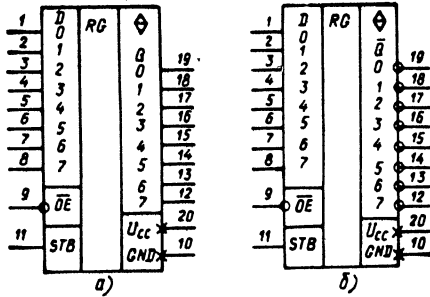 D RG
1 0 Q
2 1
3 2 0 19
4 3 1 18
5 4 2 17
6 5 3 16
7 6 4 15
8 7 5 14
6 13
9 OE 7 12
UCC 20
11 STB GND 10
а)
D RG
1 0 Q
2 1
3 2 0 19
4 3 1 18
5 4 2 17
6 5 3 16
7 6 4 15
8 7 5 14
6 13
9 OE 7 12
UCC 20
11 STB GND 10
б)